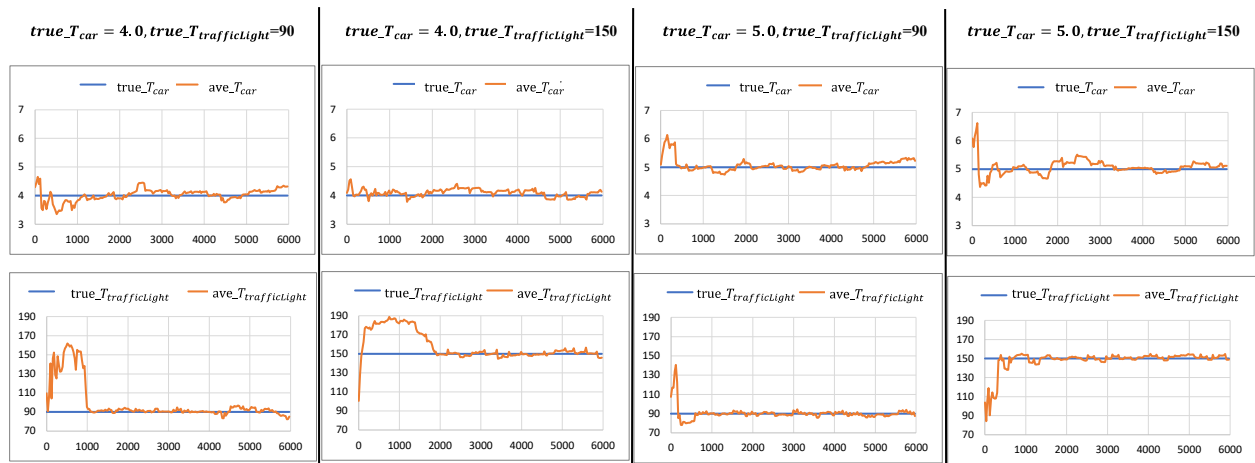 true_T_car = 4.0, true_T_trafficLight=90
true_T_car = 4.0, true_T_trafficLight=150
true_T_car = 5.0, true_T_trafficLight=90
true_T_car = 5.0, true_T_trafficLight=150
true_T_car ave_T_car
7
6
5
4
3
0 1000 2000 3000 4000 5000 6000
true_T_car ave_T_car
7
6
5
4
3
0 1000 2000 3000 4000 5000 6000
true_T_car ave_T_car
7
6
5
4
3
0 1000 2000 3000 4000 5000 6000
true_T_car ave_T_car
7
6
5
4
3
0 1000 2000 3000 4000 5000 6000
true_T_trafficLight ave_T_trafficLight
190
170
150
130
110
90
70
0 1000 2000 3000 4000 5000 6000
true_T_trafficLight ave_T_trafficLight
190
170
150
130
110
90
70
0 1000 2000 3000 4000 5000 6000
true_T_trafficLight ave_T_trafficLight
190
170
150
130
110
90
70
0 1000 2000 3000 4000 5000 6000
true_T_trafficLight ave_T_trafficLight
190
170
150
130
110
90
70
0 1000 2000 3000 4000 5000 6000